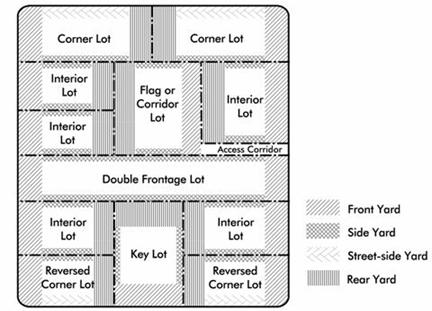 Corner Lot
Corner Lot
Interior
Lot
Flag or
Corridor
Lot
Interior
Lot
Interior
Lot
Access Corridor
Double Frontage Lot
Interior
Lot
Key Lot
Interior
Lot
Reversed
Corner Lot
Reversed
Corner Lot
Front Yard
Side Yard
Street-side Yard
Rear Yard